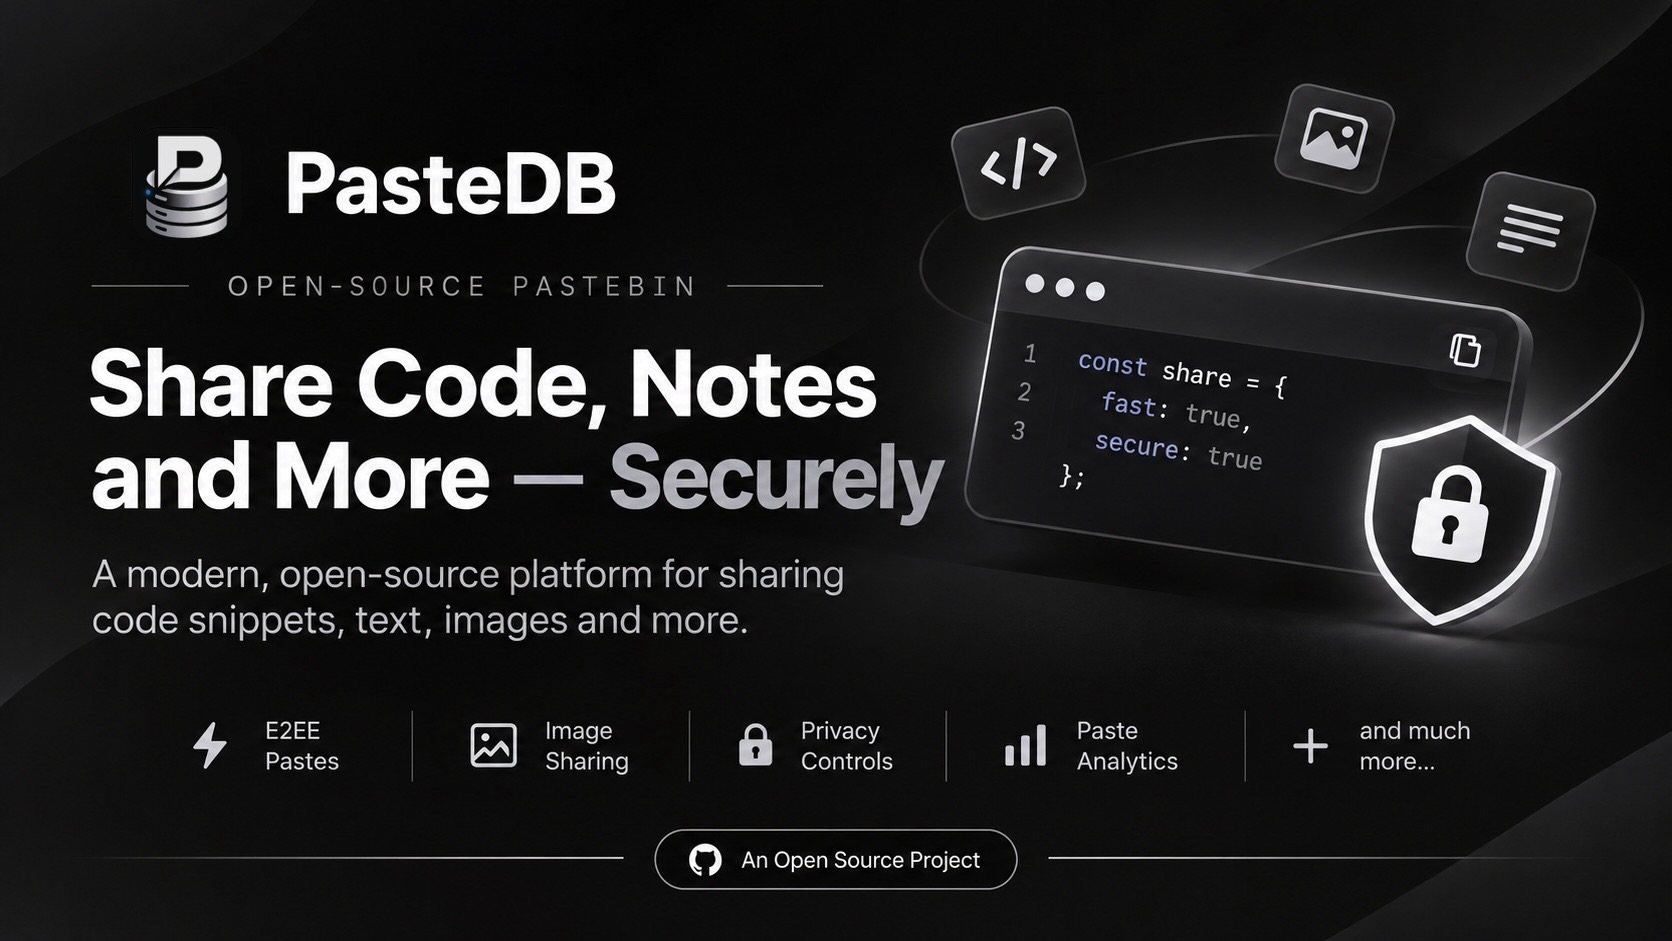 PasteDB
OPEN-SOURCE PASTEBIN
Share Code, Notes
and More — Securely
A modern, open-source platform for sharing
code snippets, text, images and more.
</>
1 const share = {
2 fast: true,
3 secure: true
};
E2EE
Pastes
Image
Sharing
Privacy
Controls
Paste
Analytics
and much
more...
An Open Source Project